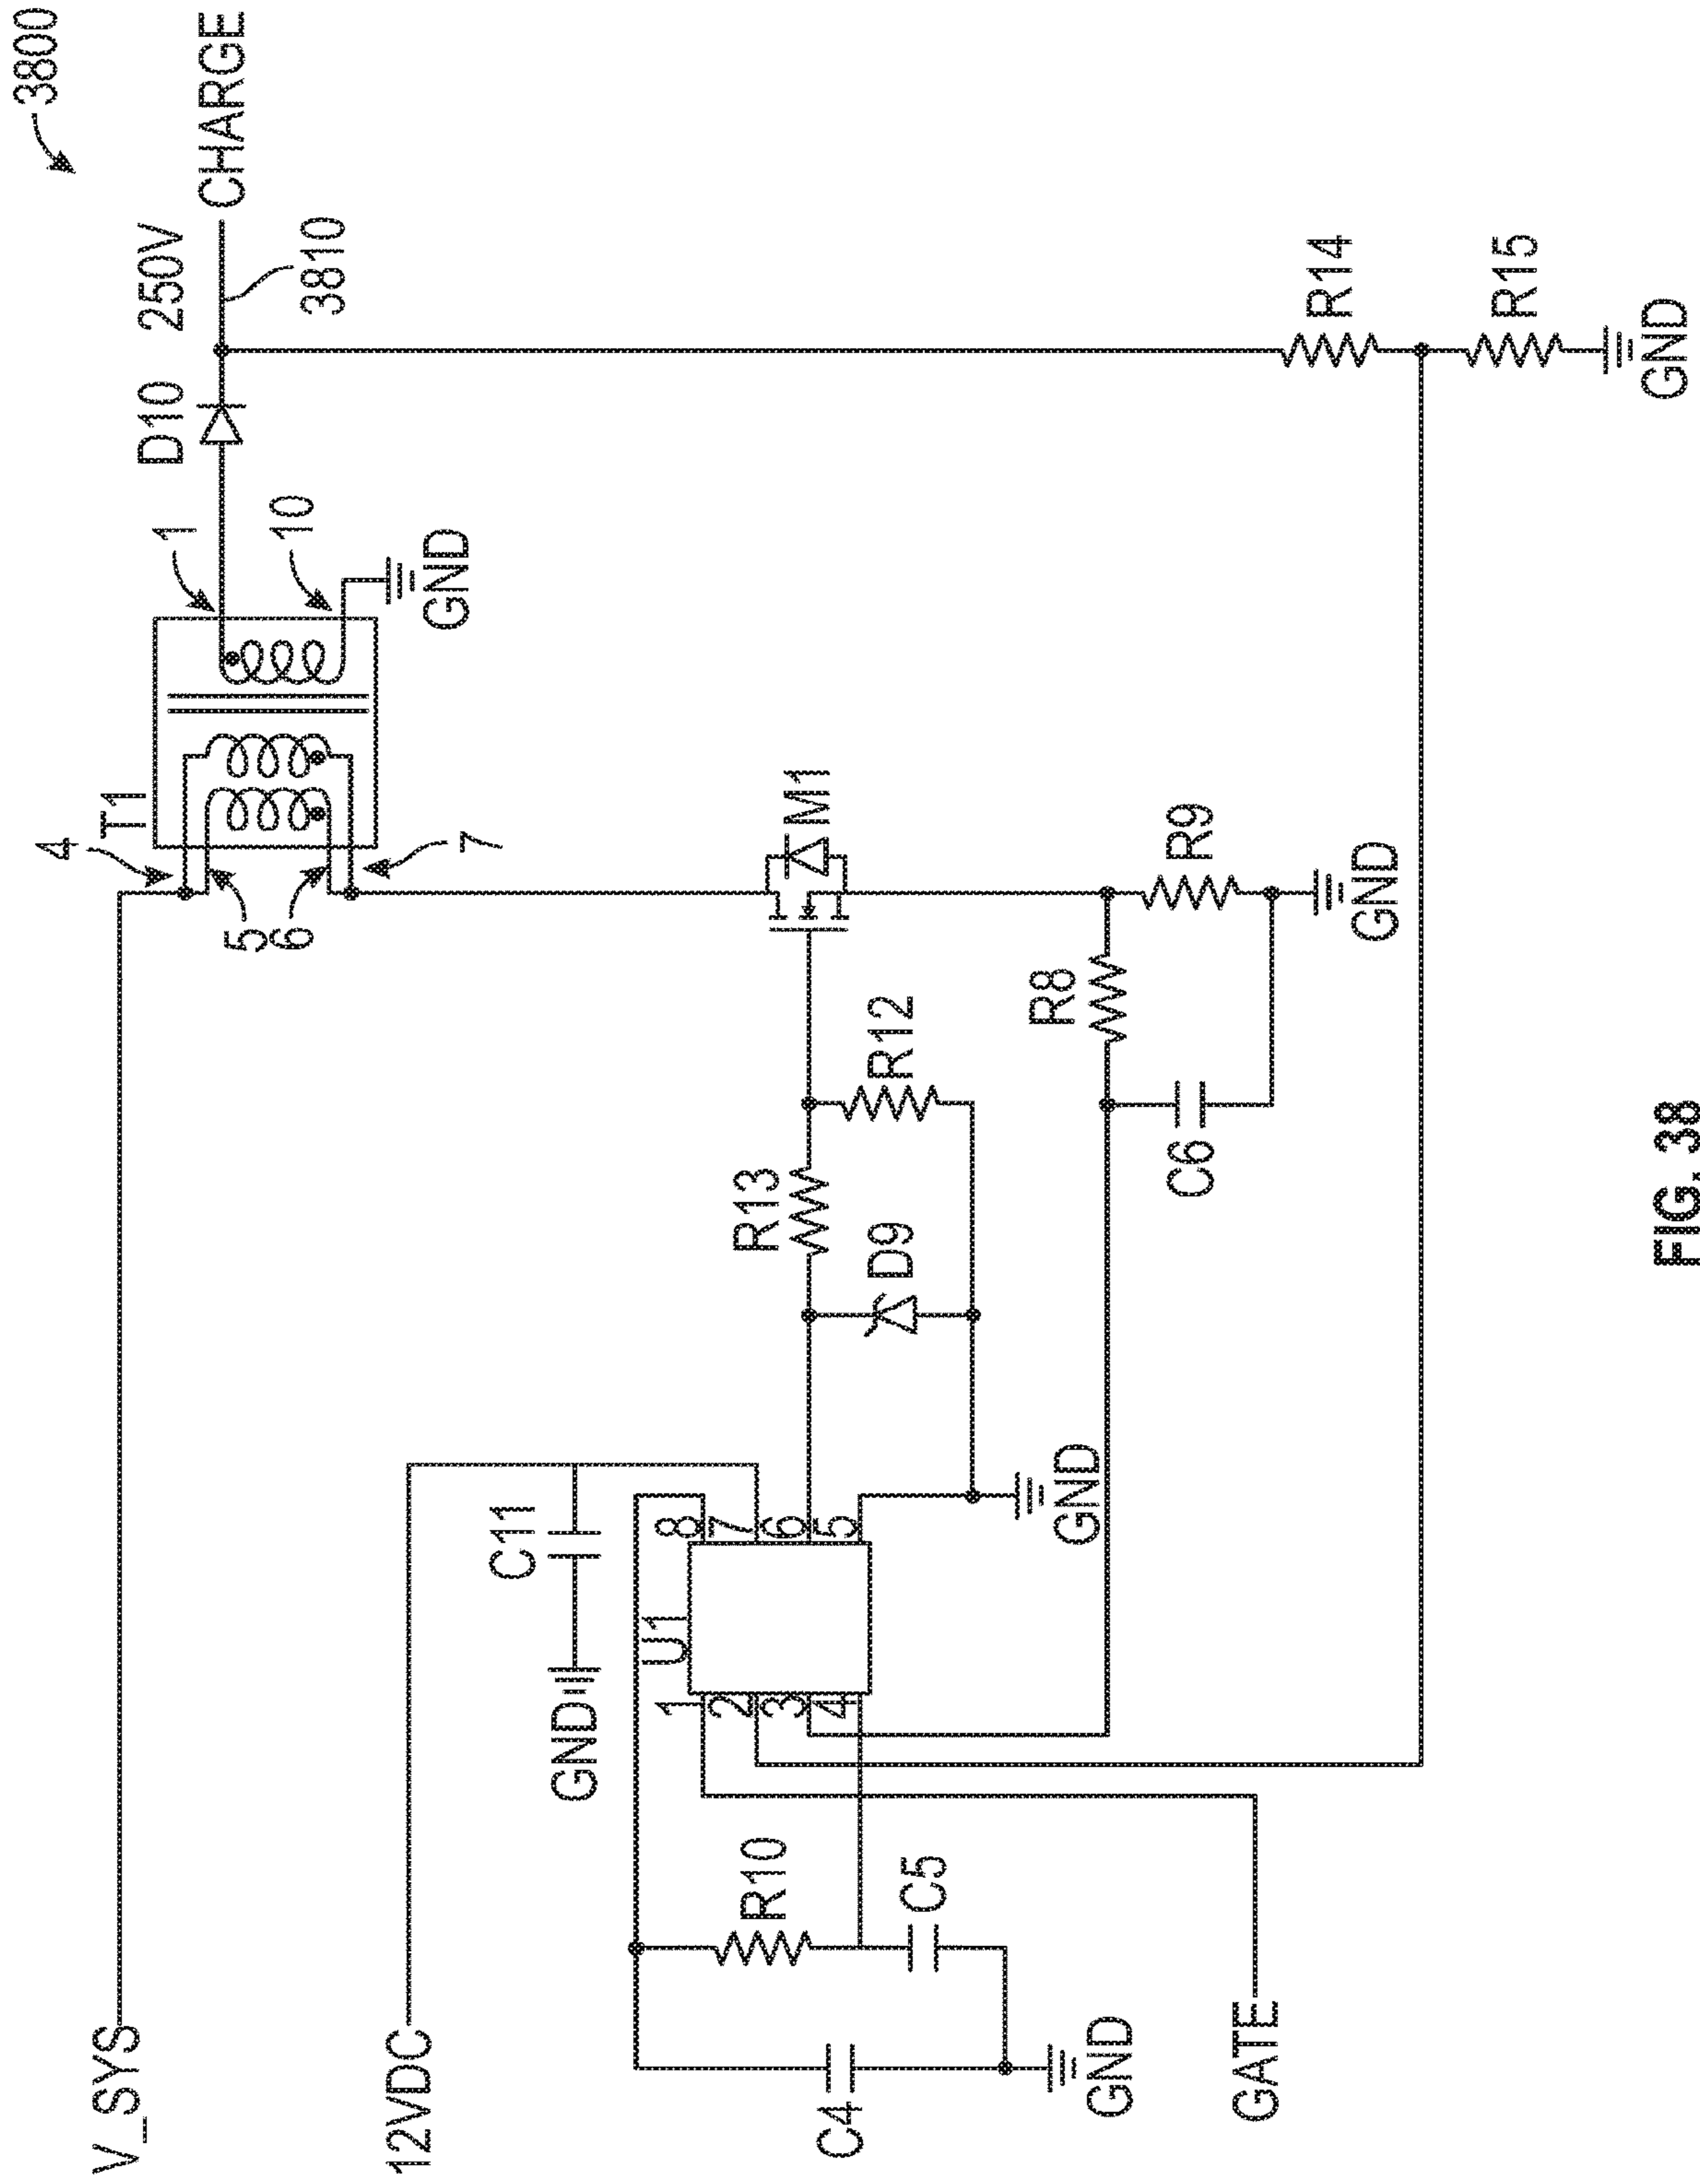 3800
V_SYS
T1
4
5
6
7
1
10
D10
250V
CHARGE
3810
GND
12VDC
C11
GND
U1
1
2
3
4
8
7
6
5
R10
C5
C4
GND
GATE
R13
D9
R12
GND
M1
R8
R9
C6
GND
R14
R15
GND
FIG. 38